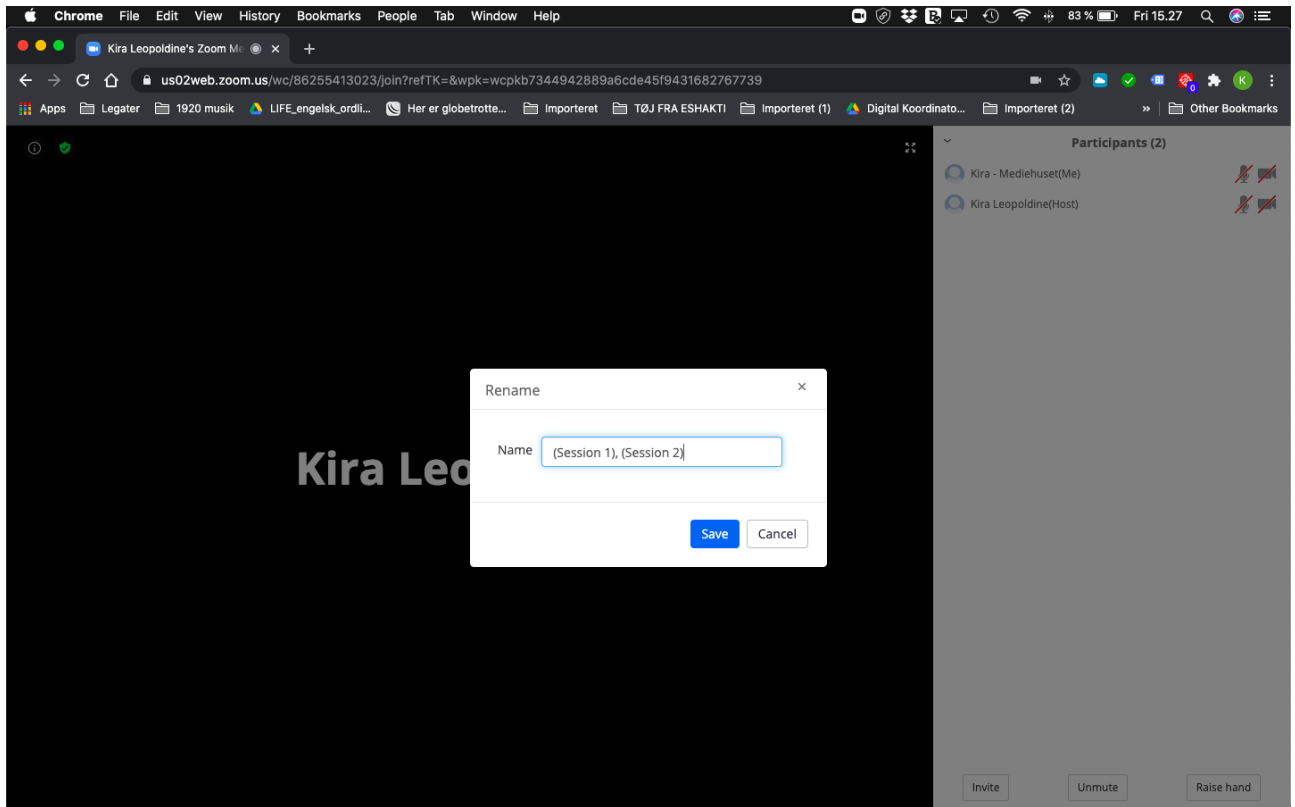 Chrome File Edit View History Bookmarks People Tab Window Help 83 % Fri 15.27
Kira Leopoldine's Zoom Me
us02web.zoom.us/wc/86255413023/join?refTK=&wpk=wcpkb7344942889a6cde45f9431682767739 K
Apps Legater 1920 musik LIFE_engelsk_ordli... Her er globetrotte... Importeret TØJ FRA ESHAKTI Importeret (1) Digital Koordinato... Importeret (2) » Other Bookmarks
Participants (2)
Kira - Mediehuset(Me)
Kira Leopoldine(Host)
Rename
Name (Session 1), (Session 2)
Kira Leo
Save Cancel
Invite Unmute Raise hand